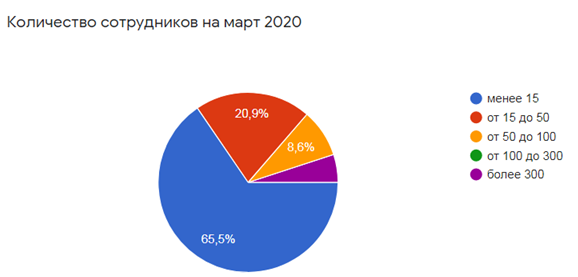 Количество сотрудников на март 2020
20,9%
8,6%
65,5%
менее 15
от 15 до 50
от 50 до 100
от 100 до 300
более 300